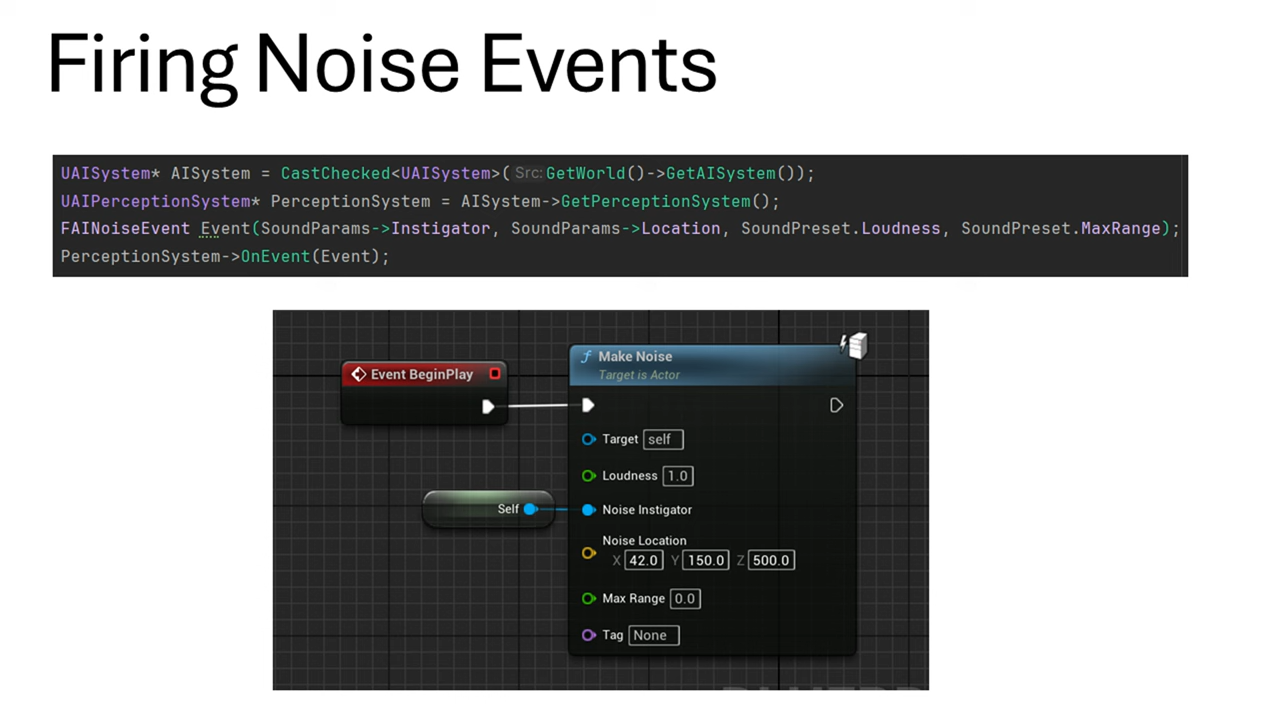 Firing Noise Events
UAISystem* AISystem = CastChecked<UAISystem>( Src: GetWorld()->GetAISystem());
UAIPerceptionSystem* PerceptionSystem = AISystem->GetPerceptionSystem();
FAINoiseEvent Event(SoundParams->Instigator, SoundParams->Location, SoundPreset.Loudness, SoundPreset.MaxRange);
PerceptionSystem->OnEvent(Event);
Event BeginPlay
Self
f Make Noise
Target is Actor
Target self
Loudness 1.0
Noise Instigator
Noise Location
X 42.0 Y 150.0 Z 500.0
Max Range 0.0
Tag None